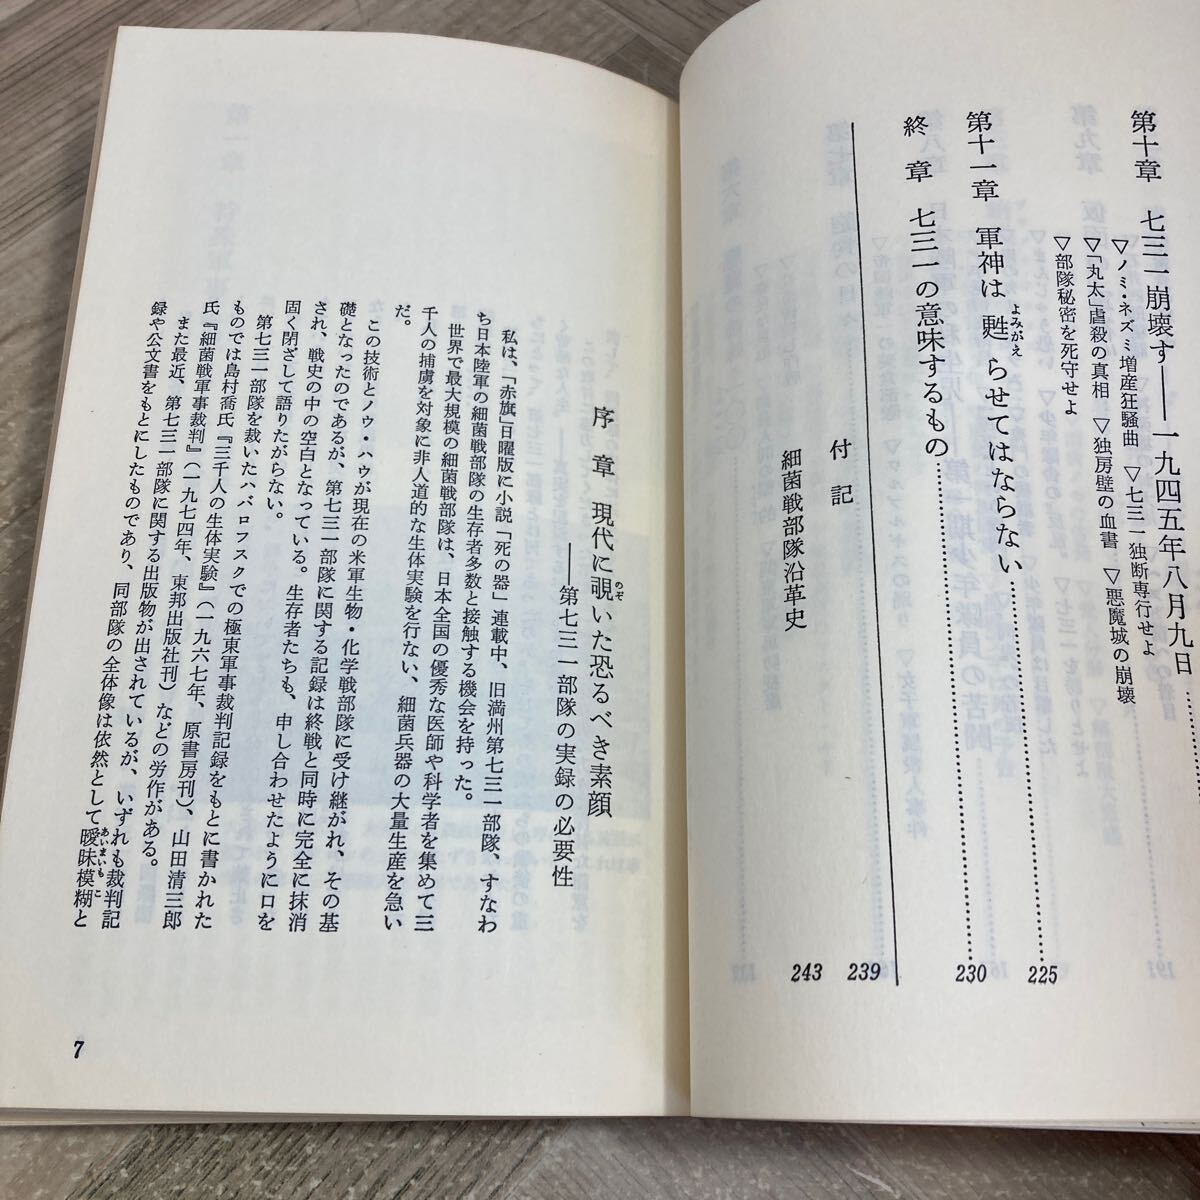 第十章 七三一崩壊す――一九四五年八月九日
▽ノミ・ネズミ増産狂騒曲 ▽七三一独断専行せよ
▽「丸太」虐殺の真相 ▽独房壁の血書 ▽悪魔城の崩壊
▽部隊秘密を死守せよ
第十一章 軍神は甦らせてはならない……225
よみがえ
終章 七三一の意味するもの……230
付記 239
細菌戦部隊沿革史 243
序章 現代に覗いた恐るべき素顔
のぞ
――第七三一部隊の実録の必要性
私は、「赤旗」日曜版に小説「死の器」連載中、旧満州第七三一部隊、すなわ
ち日本陸軍の細菌戦部隊の生存者多数と接触する機会を持った。
世界で最大規模の細菌戦部隊は、日本全国の優秀な医師や科学者を集めて三
千人の捕虜を対象に非人道的な生体実験を行ない、細菌兵器の大量生産を急い
だ。
この技術とノウ・ハウが現在の米軍生物・化学戦部隊に受け継がれ、その基
礎となったのであるが、第七三一部隊に関する記録は終戦と同時に完全に抹消
され、戦史の中の空白となっている。生存者たちも、申し合わせたように口を
固く閉ざして語りたがらない。
第七三一部隊を裁いたハバロフスクでの極東軍事裁判記録をもとに書かれた
ものでは島村喬氏『三千人の生体実験』(一九六七年、原書房刊)、山田清三郎
氏『細菌戦軍事裁判』(一九七四年、東邦出版社刊)などの労作がある。
また最近、第七三一部隊に関する出版物が出されているが、いずれも裁判記
録や公文書をもとにしたものであり、同部隊の全体像は依然として曖昧模糊と
あいまいもこ
7